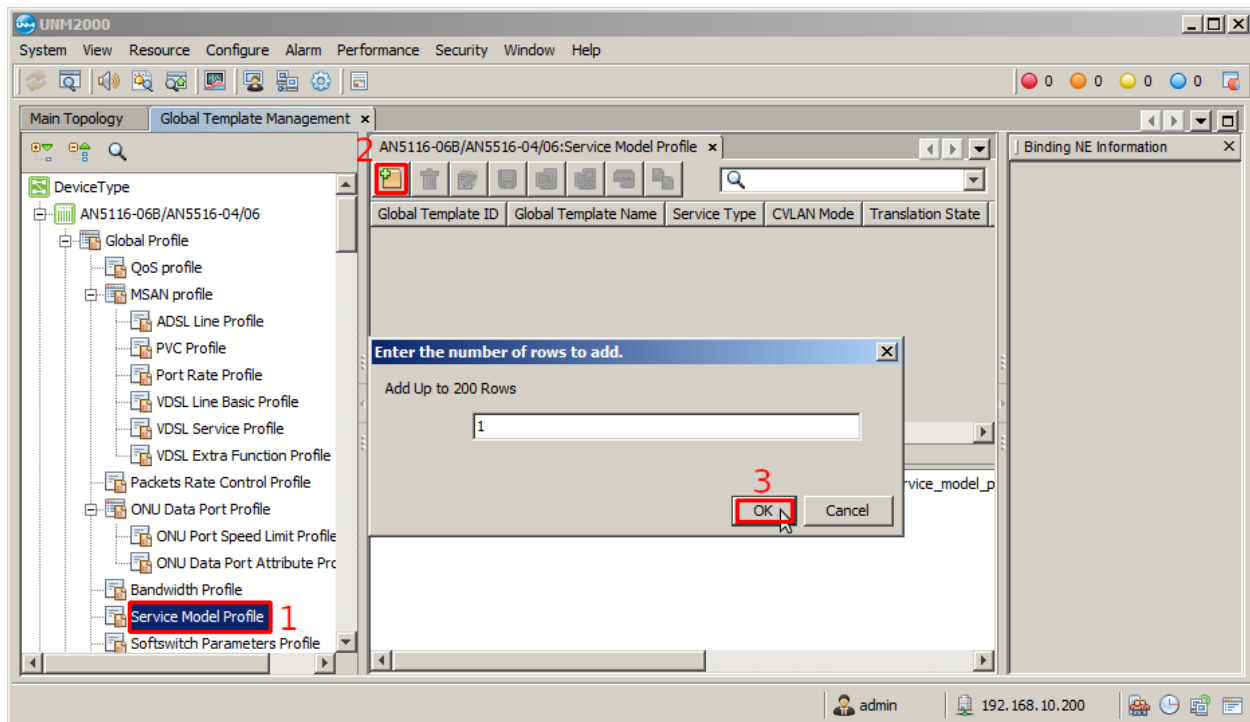 UNM2000
System View Resource Configure Alarm Performance Security Window Help
0 0 0 0
Main Topology Global Template Management ×
DeviceType
AN5116-06B/AN5516-04/06
Global Profile
QoS profile
MSAN profile
ADSL Line Profile
PVC Profile
Port Rate Profile
VDSL Line Basic Profile
VDSL Service Profile
VDSL Extra Function Profile
Packets Rate Control Profile
ONU Data Port Profile
ONU Port Speed Limit Profile
ONU Data Port Attribute Pro
Bandwidth Profile
Service Model Profile 1
Softswitch Parameters Profile
2 AN5116-06B/AN5516-04/06:Service Model Profile ×
Global Template ID Global Template Name Service Type CVLAN Mode Translation State
Enter the number of rows to add.
Add Up to 200 Rows
1
3
OK Cancel
rvice_model_p
Binding NE Information X
admin 192.168.10.200